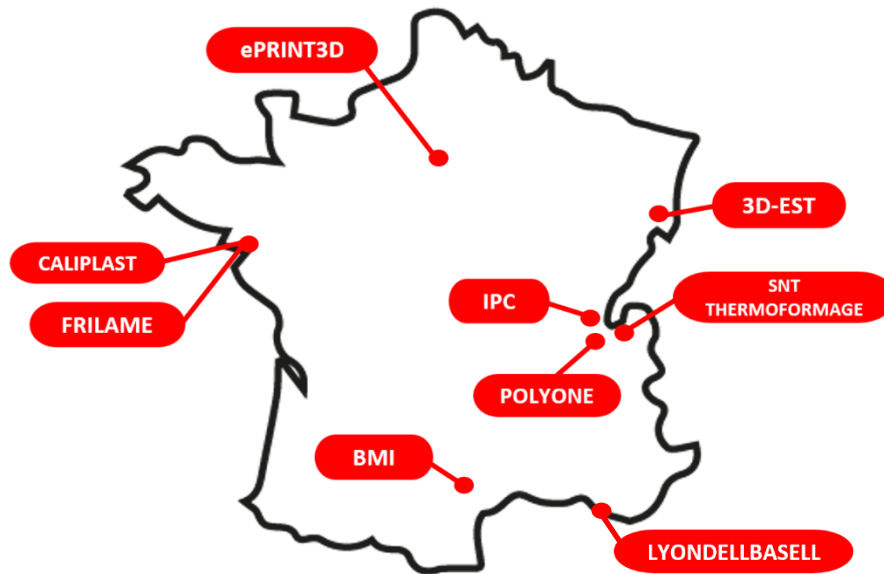 ePRINT3D
3D-EST
CALIPLAST
FRILAME
IPC
SNT
THERMOFORMAGE
POLYONE
BMI
LYONDELLBASELL